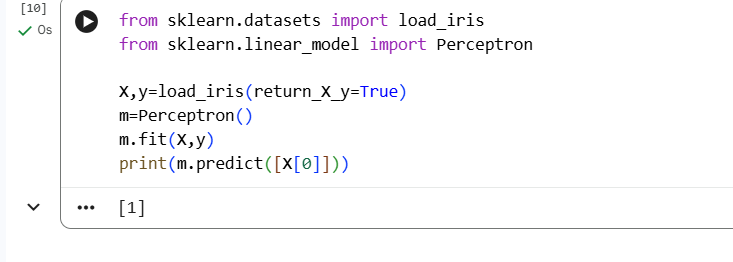 [10]
0s
from sklearn.datasets import load_iris
from sklearn.linear_model import Perceptron
X,y=load_iris(return_X_y=True)
m=Perceptron()
m.fit(X,y)
print(m.predict([X[0]]))
[1]